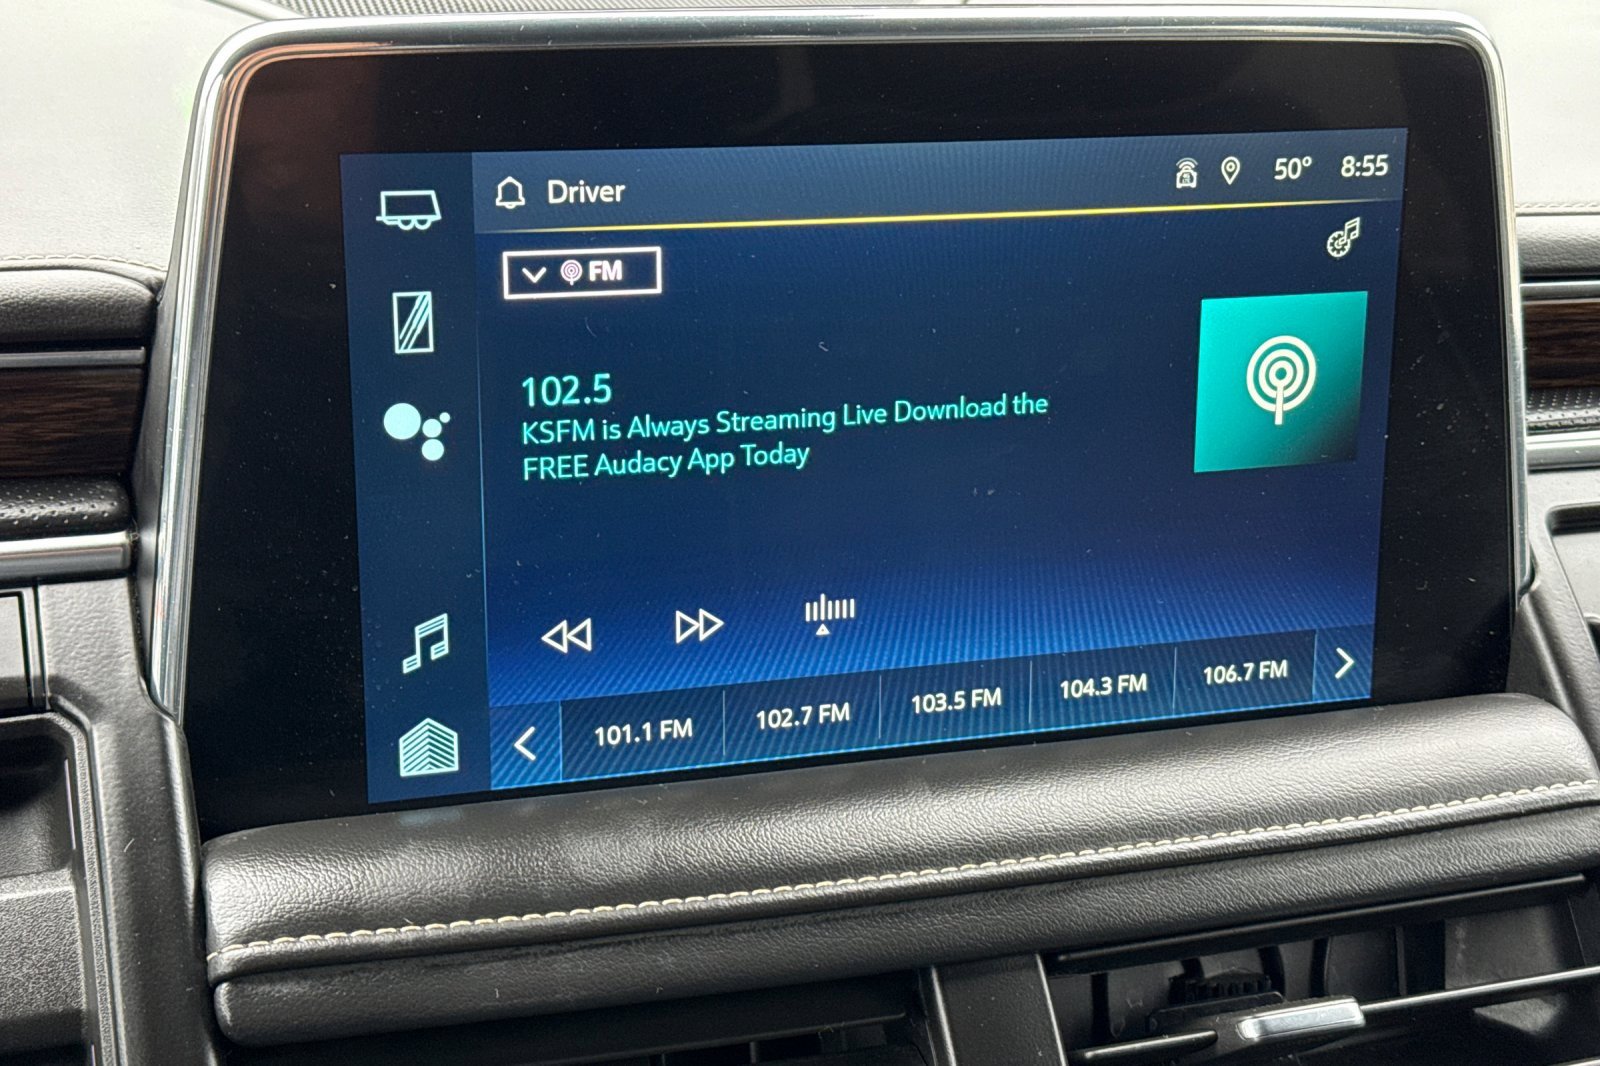 Driver
50° 8:55
FM
102.5
KSFM is Always Streaming Live Download the
FREE Audacy App Today
101.1 FM 102.7 FM 103.5 FM 104.3 FM 106.7 FM